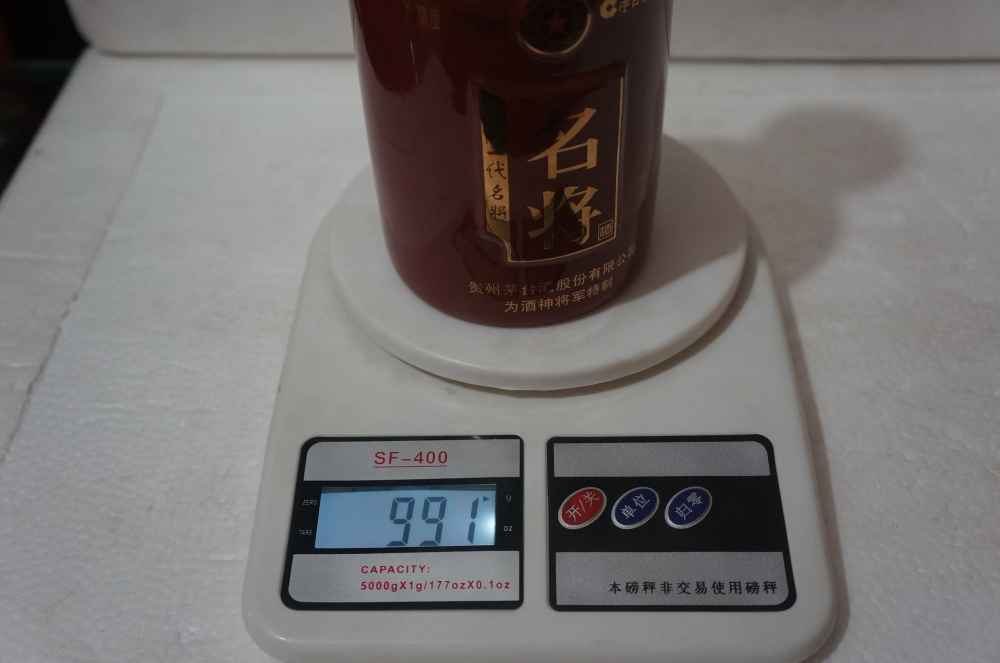 名将
代名将
酒
贵州茅台酒股份有限公
为酒神将军特制
SF-400
ZERO
TARE
991
g
oz
CAPACITY:
5000gX1g/177ozX0.1oz
开/关
单位
归零
本磅秤非交易使用磅秤